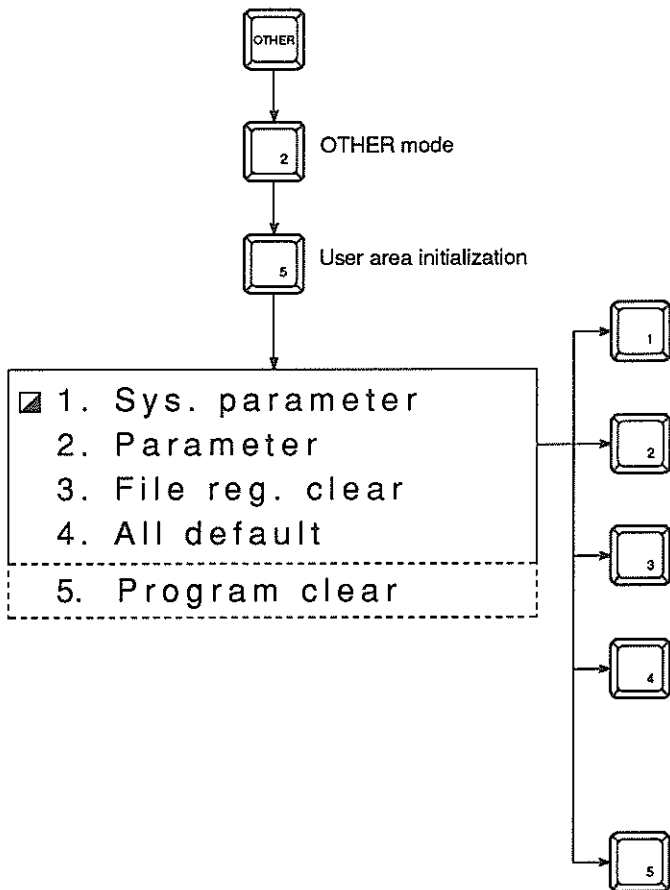 OTHER
2 OTHER mode
5 User area initialization
1
1. Sys. parameter
2. Parameter
2
3. File reg. clear
4. All default
3
5. Program clear
4
5